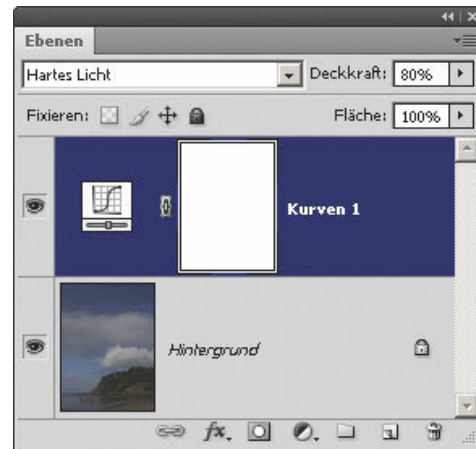 Ebenen
Hartes Licht Deckkraft: 80%
Fixieren: Fläche: 100%
Kurven 1
Hintergrund
fx.